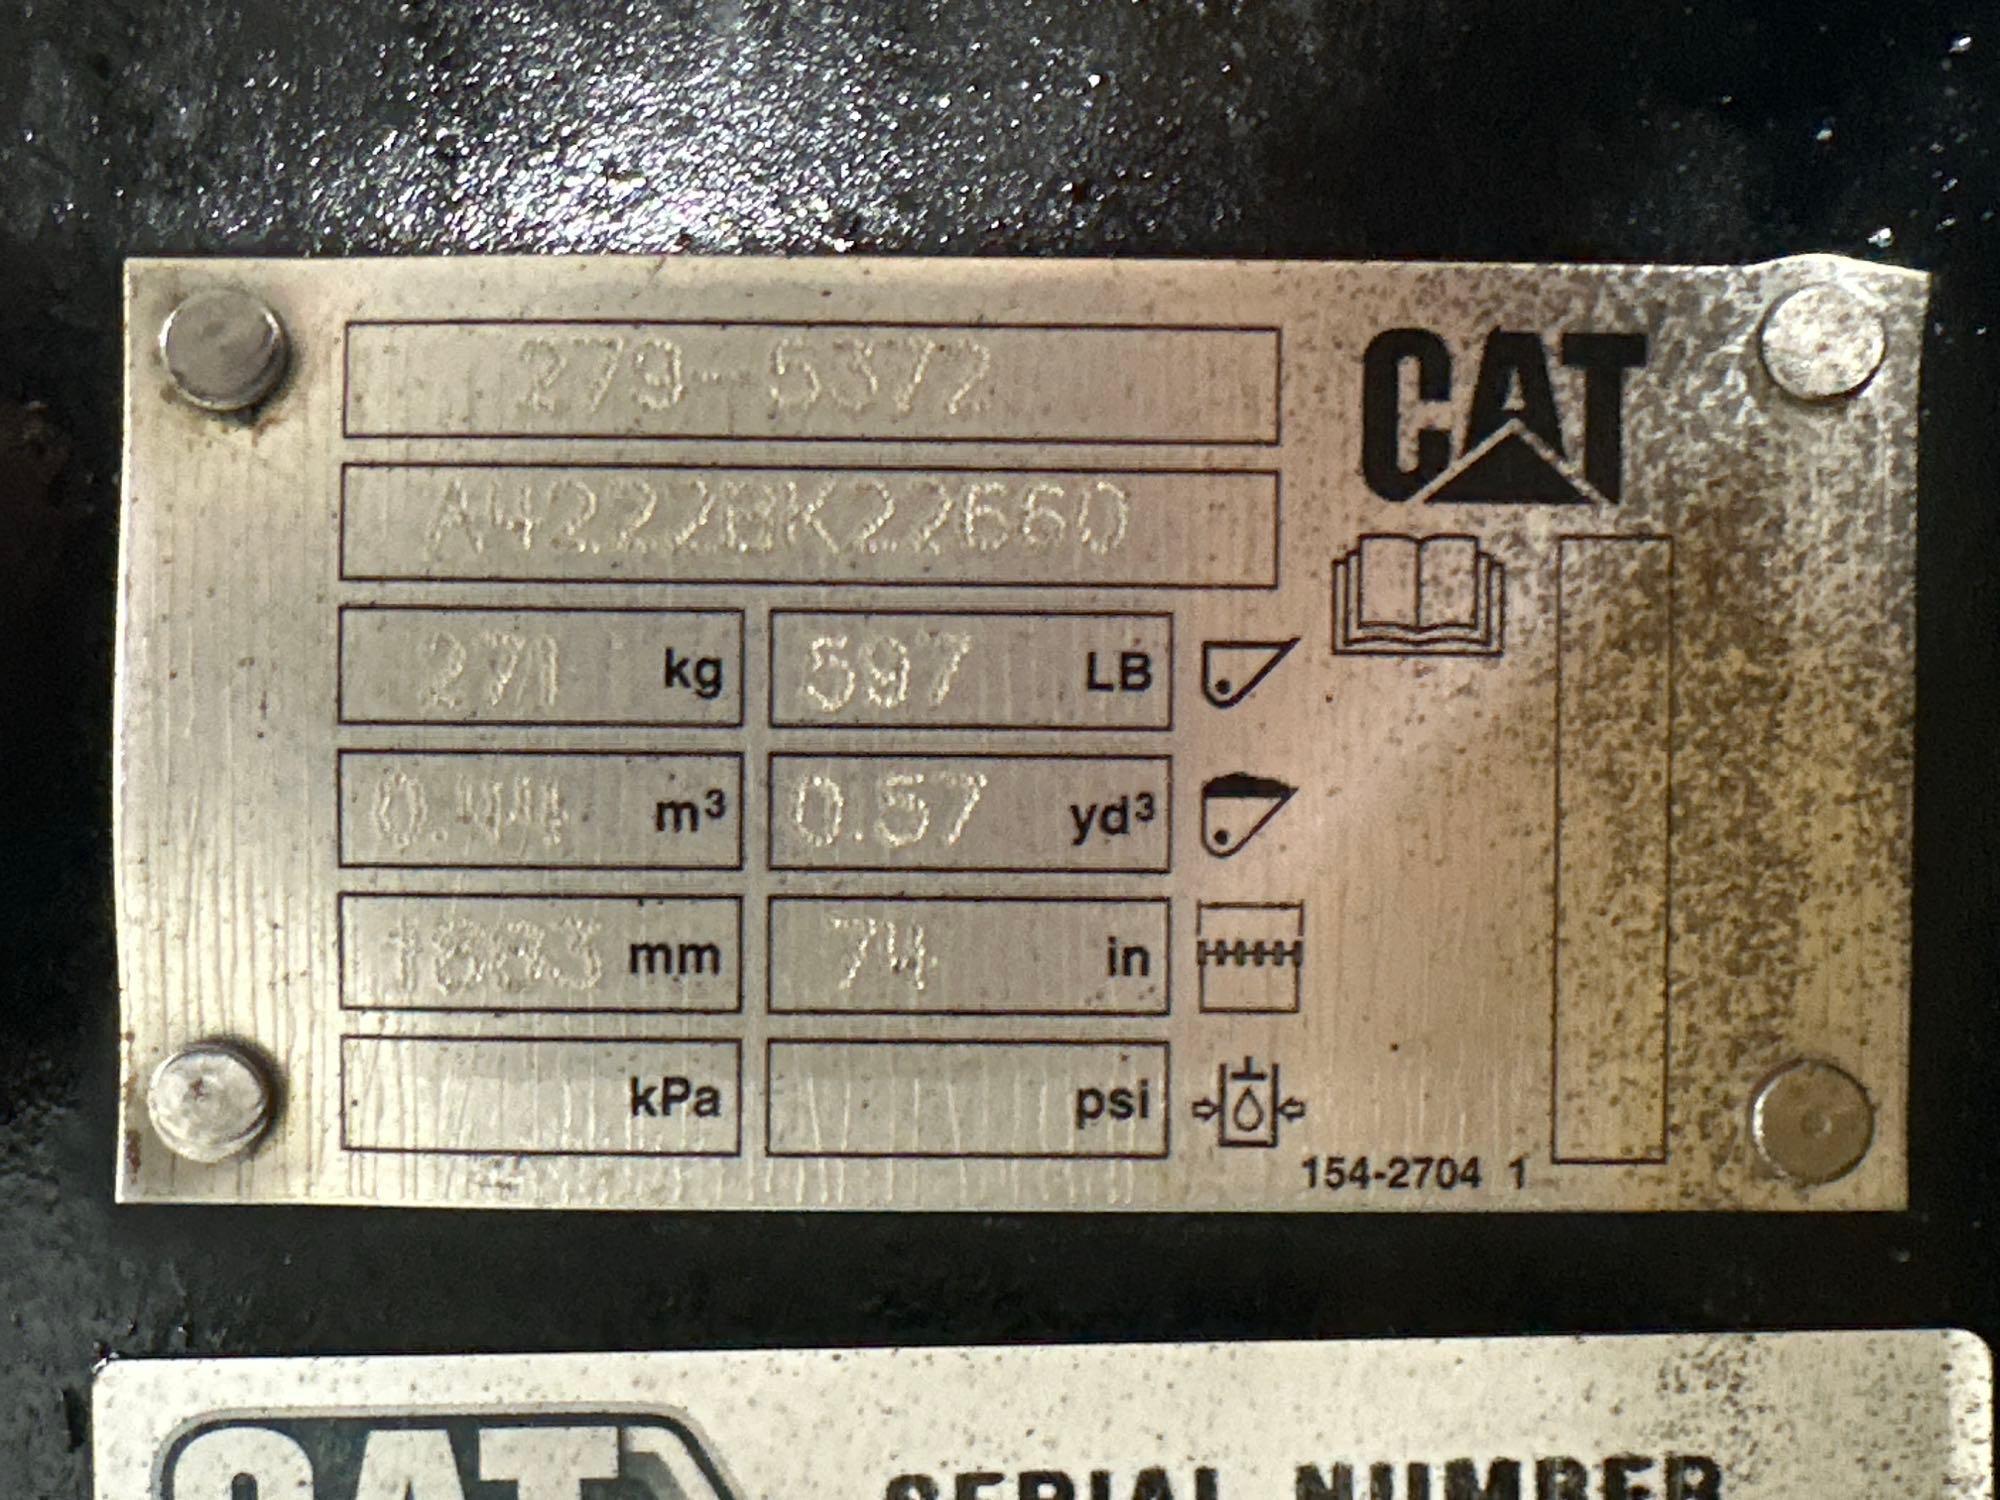 279-5372
CAT
A4222BK22660
271 kg 597 LB
0.44 m³ 0.57 yd³
1883 mm 74 in
kPa psi
154-2704 1
CAT
SERIAL NUMBER